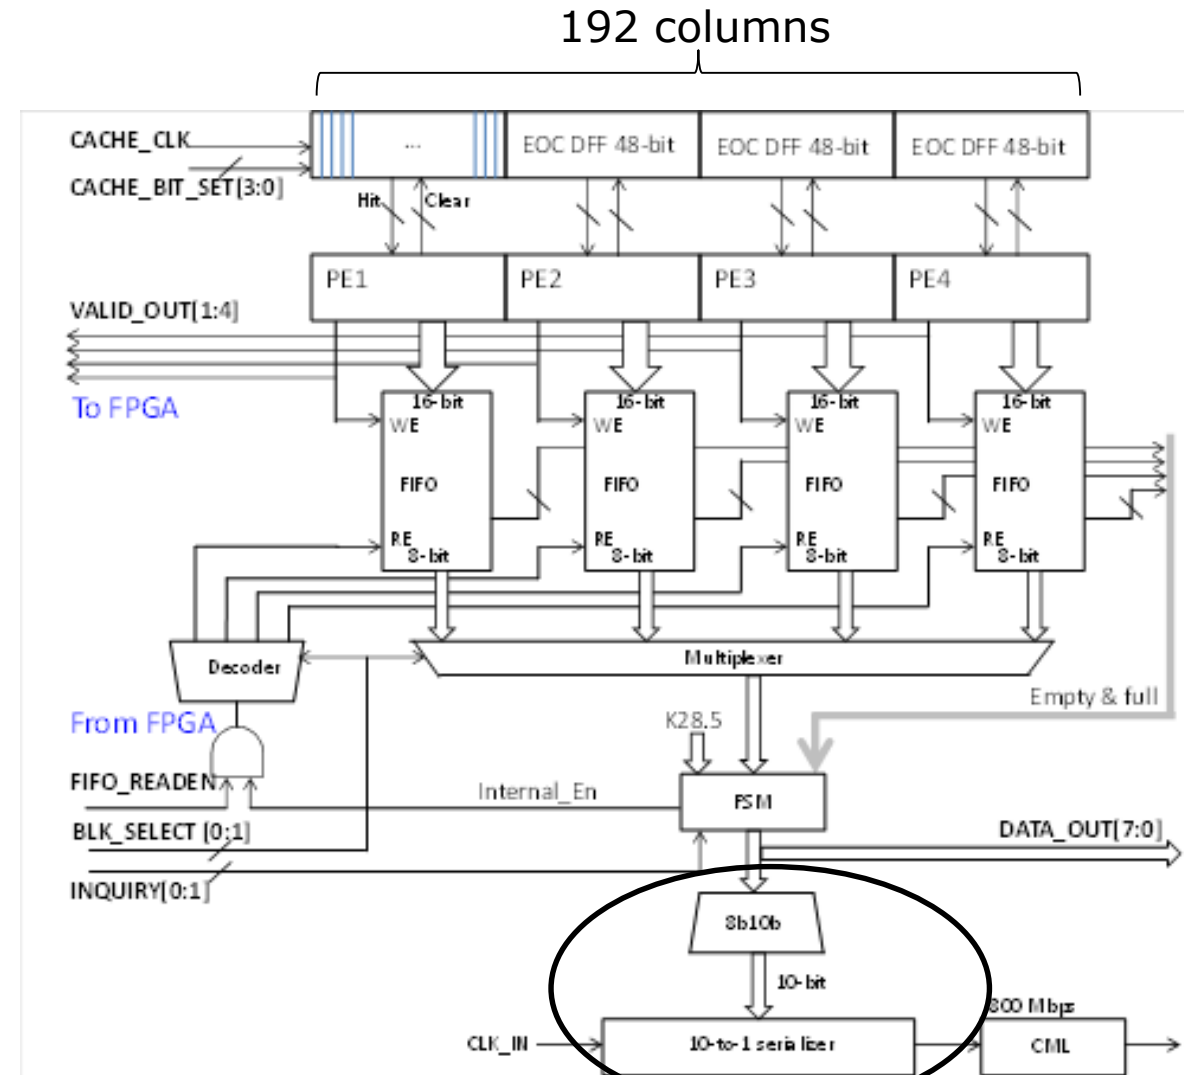 192 columns
CACHE_CLK
...
EOC DFF 48-bit
EOC DFF 48-bit
EOC DFF 48-bit
CACHE_BIT_SET[3:0]
Hit
Clear
PE1
PE2
PE3
PE4
VALID_OUT[1:4]
To FPGA
16-bit
WE
FIFO
RE
8-bit
16-bit
WE
FIFO
RE
8-bit
16-bit
WE
FIFO
RE
8-bit
16-bit
WE
FIFO
RE
8-bit
Decoder
Multiplexer
Empty & full
From FPGA
K28.5
FIFO_READEN
Internal_En
FSM
BLK_SELECT [0:1]
DATA_OUT[7:0]
INQUIRY[0:1]
8b10b
10-bit
800 Mbps
CLK_IN
10-to-1 serializer
CML